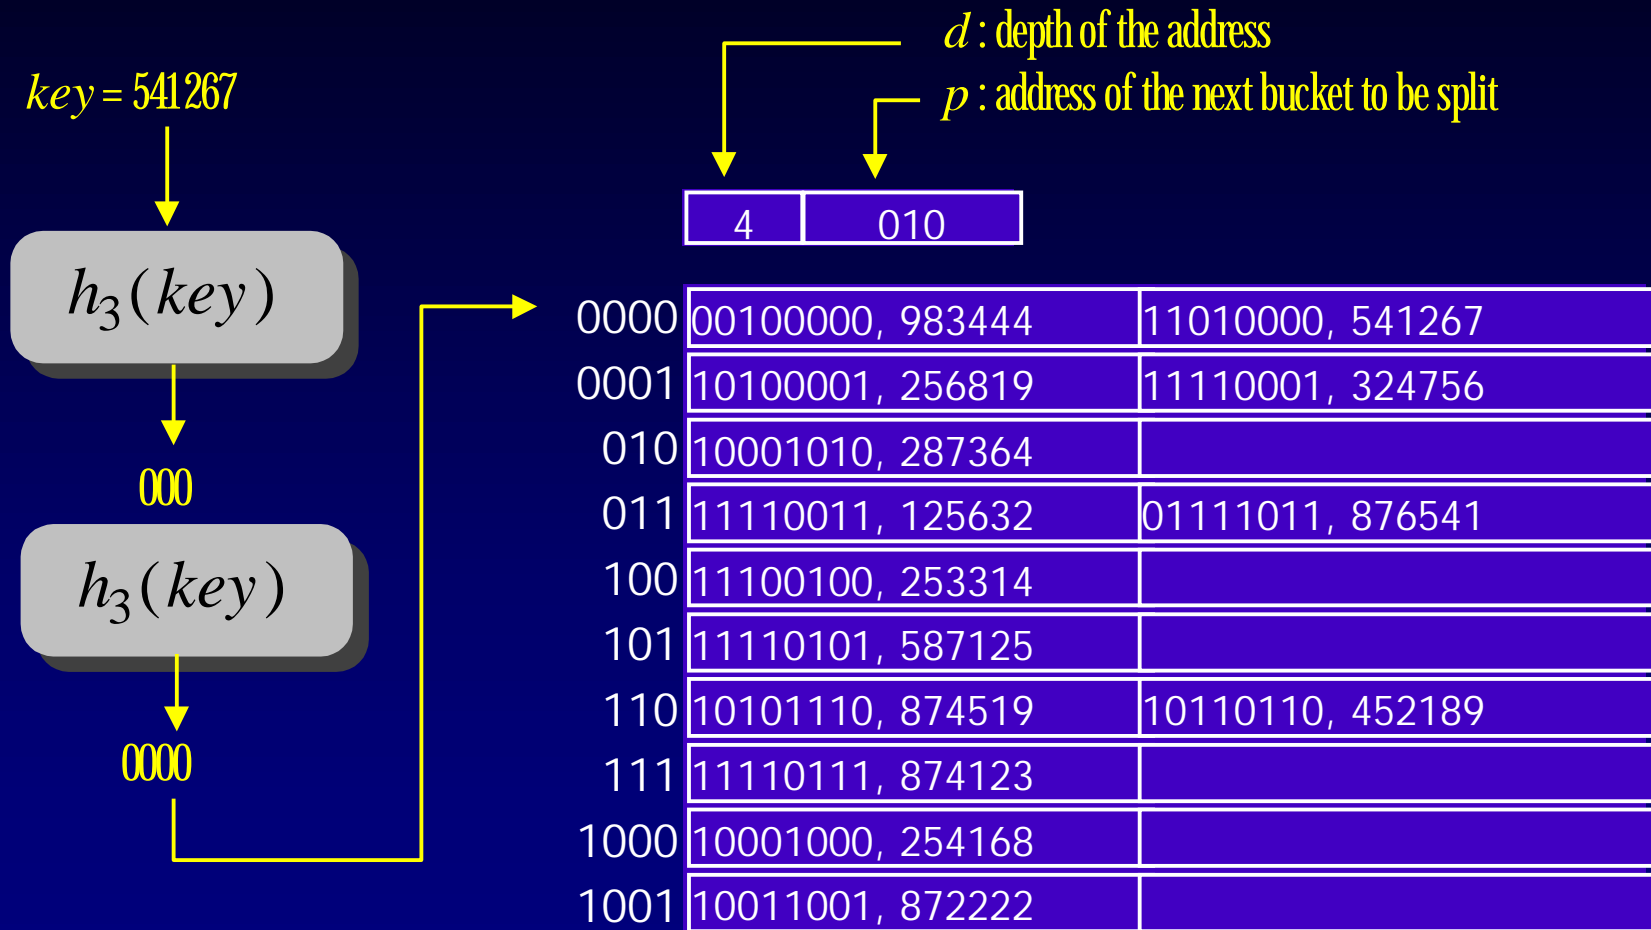 d : depth of the address
key = 541267
p : address of the next bucket to be split
4 010
h3(key)
0000 00100000, 983444 11010000, 541267
0001 10100001, 256819 11110001, 324756
010 10001010, 287364
000
011 11110011, 125632 01111011, 876541
h3(key)
100 11100100, 253314
101 11110101, 587125
110 10101110, 874519 10110110, 452189
0000
111 11110111, 874123
1000 10001000, 254168
1001 10011001, 872222